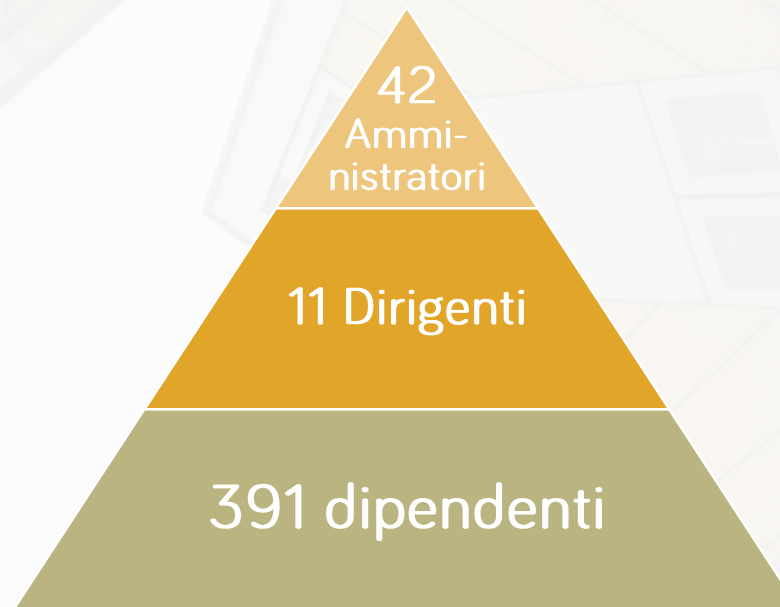 42
Ammi-
nistratori
11 Dirigenti
391 dipendenti